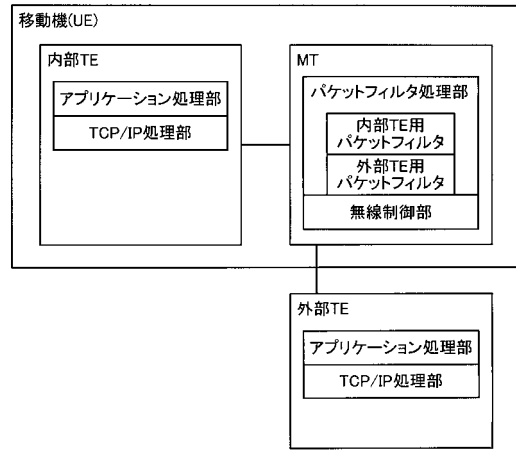 移動機(UE)
内部TE
アプリケーション処理部
TCP/IP処理部
MT
パケットフィルタ処理部
内部TE用
パケットフィルタ
外部TE用
パケットフィルタ
無線制御部
外部TE
アプリケーション処理部
TCP/IP処理部